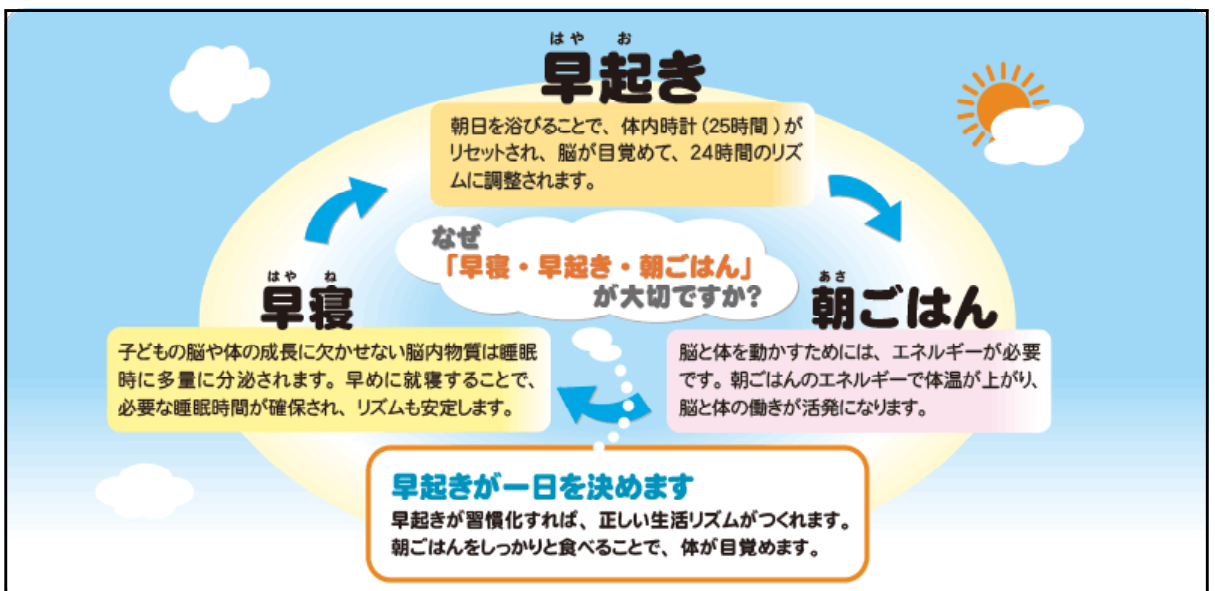 はや お
早起き
朝日を浴びることで、体内時計(25時間)が
リセットされ、脳が目覚めて、24時間のリズ
ムに調整されます。
なぜ
「早寝・早起き・朝ごはん」
が大切ですか?
はや ね
早寝
子どもの脳や体の成長に欠かせない脳内物質は睡眠
時に多量に分泌されます。早めに就寝することで、
必要な睡眠時間が確保され、リズムも安定します。
あさ
朝ごはん
脳と体を動かすためには、エネルギーが必要
です。朝ごはんのエネルギーで体温が上がり、
脳と体の働きが活発になります。
早起きが一日を決めます
早起きが習慣化すれば、正しい生活リズムがつくれます。
朝ごはんをしっかりと食べることで、体が目覚めます。